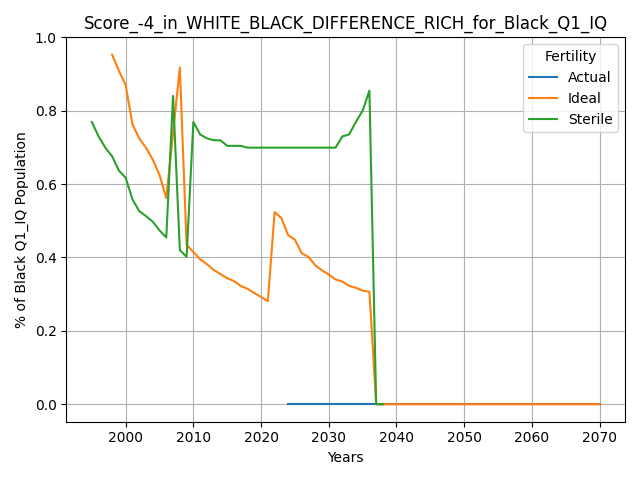 Score_-4_in_WHITE_BLACK_DIFFERENCE_RICH_for_Black_Q1_IQ
Fertility
Actual
Ideal
Sterile
% of Black Q1_IQ Population
1.0
0.8
0.6
0.4
0.2
0.0
2000 2010 2020 2030 2040 2050 2060 2070
Years